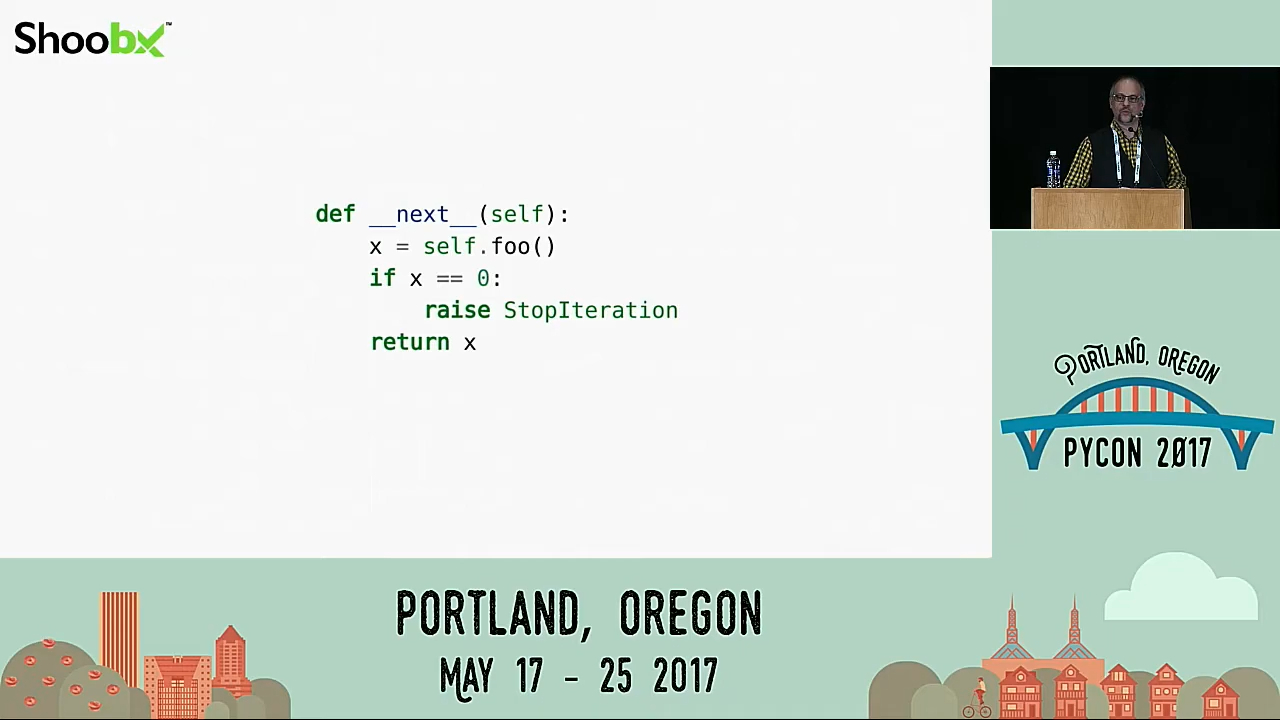 Shoobx™
def __next__(self):
    x = self.foo()
    if x == 0:
        raise StopIteration
    return x
PORTLAND, OREGON
PYCON 2017
PORTLAND, OREGON
MAY 17 - 25 2017